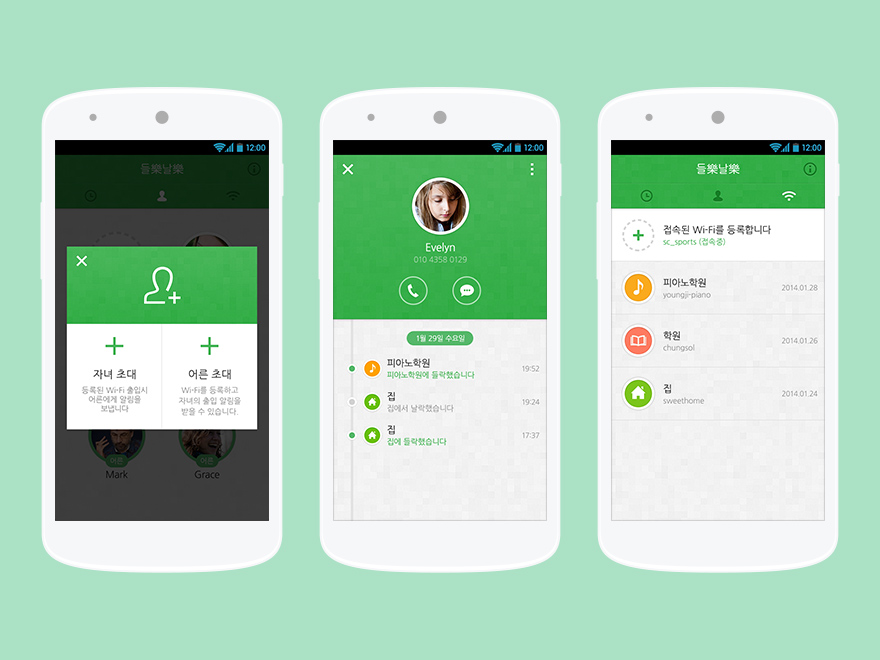 12:00
들樂날樂
자녀 초대
등록된 Wi-Fi 출입시
어른에게 알림을
보냅니다
어른 초대
Wi-Fi를 등록하고
자녀의 출입 알림을
받을 수 있습니다.
어른
Mark
어른
Grace
12:00
Evelyn
010 4358 0129
1월 29일 수요일
피아노학원
피아노학원에 들락했습니다
19:52
집
집에서 날락했습니다
19:24
집
집에 들락했습니다
17:37
12:00
들樂날樂
접속된 Wi-Fi를 등록합니다
sc_sports (접속중)
피아노학원
youngji-piano
2014.01.28
학원
chungsol
2014.01.26
집
sweethome
2014.01.24